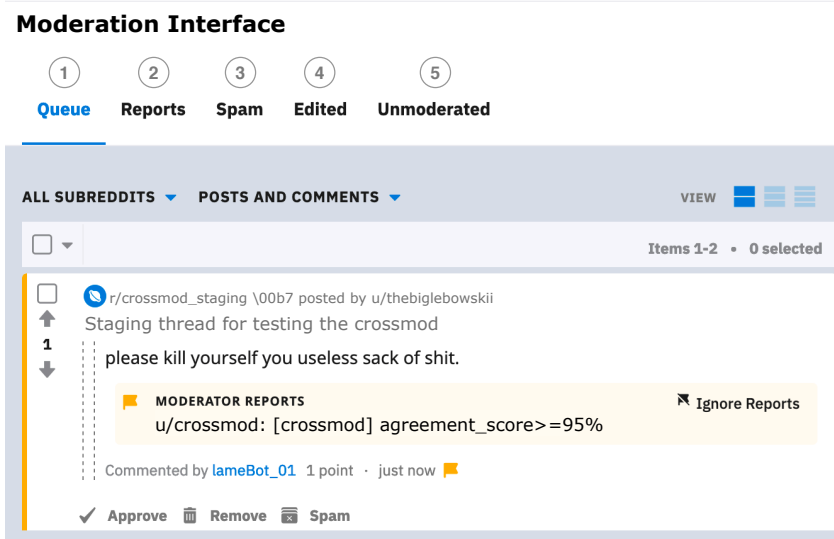 Moderation Interface
1 2 3 4 5
Queue Reports Spam Edited Unmoderated
ALL SUBREDDITS POSTS AND COMMENTS VIEW
Items 1-2 • 0 selected
r/crossmod_staging \00b7 posted by u/thebiglebowskii
Staging thread for testing the crossmod
1
please kill yourself you useless sack of shit.
MODERATOR REPORTS Ignore Reports
u/crossmod: [crossmod] agreement_score>=95%
Commented by lameBot_01 1 point · just now
Approve Remove Spam